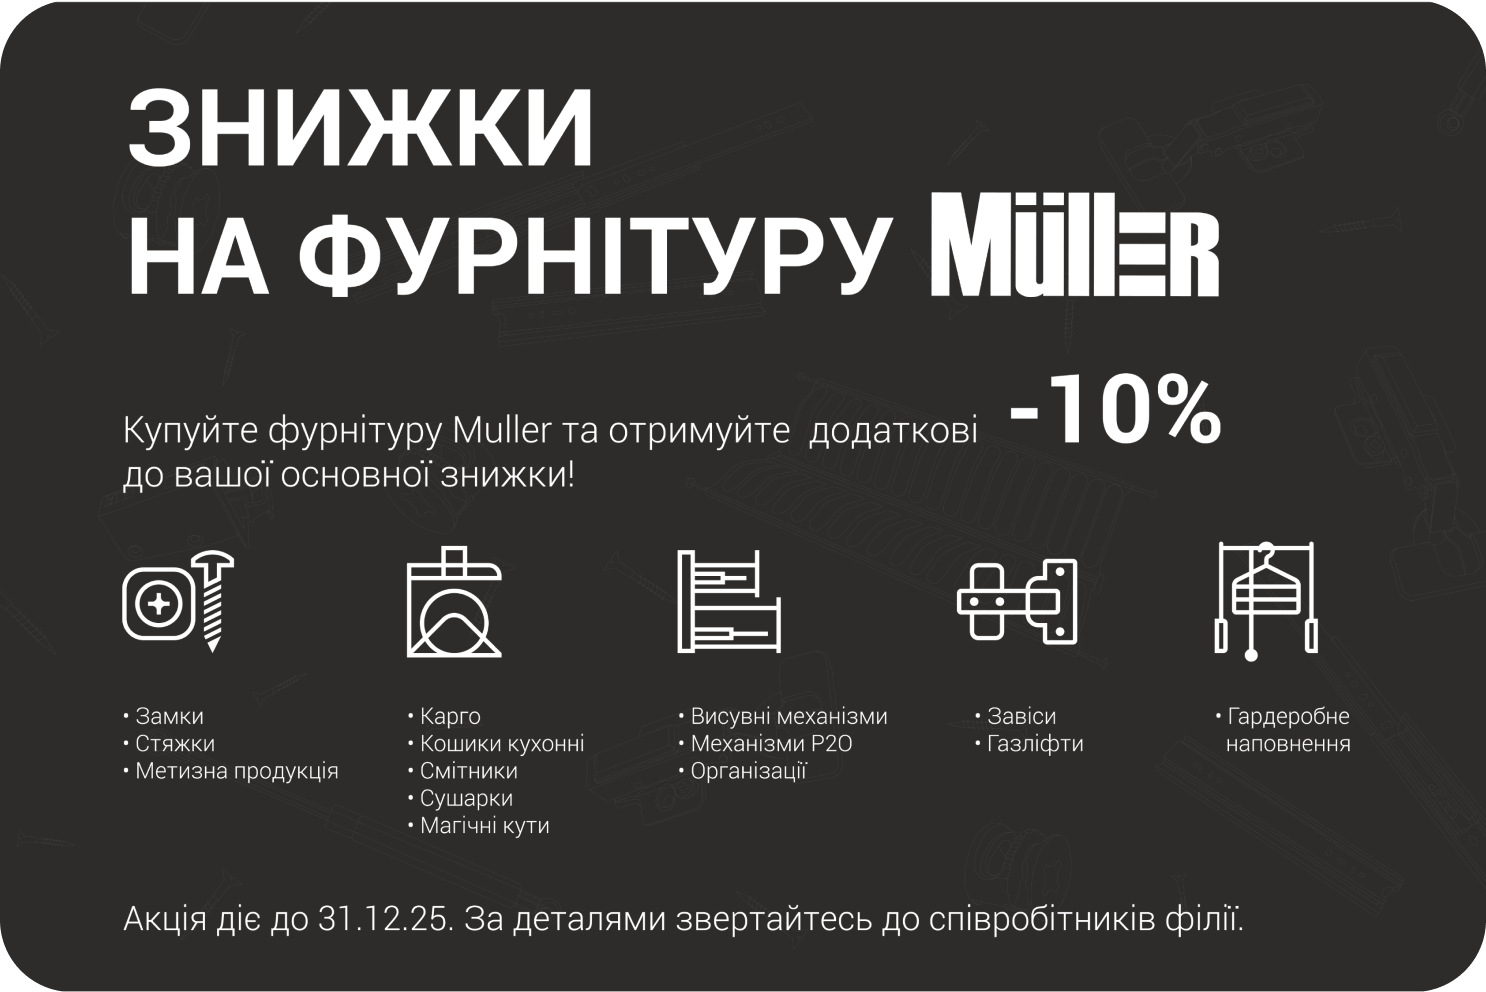 ЗНИЖКИ
НА ФУРНІТУРУ MüllER
Купуйте фурнітуру Muller та отримуйте додаткові -10%
до вашої основної знижки!
• Замки
• Стяжки
• Метизна продукція
• Карго
• Кошики кухонні
• Смітники
• Сушарки
• Магічні кути
• Висувні механізми
• Механізми P2O
• Організації
• Завіси
• Газліфти
• Гардеробне
наповнення
Акція діє до 31.12.25. За деталями звертайтесь до співробітників філії.